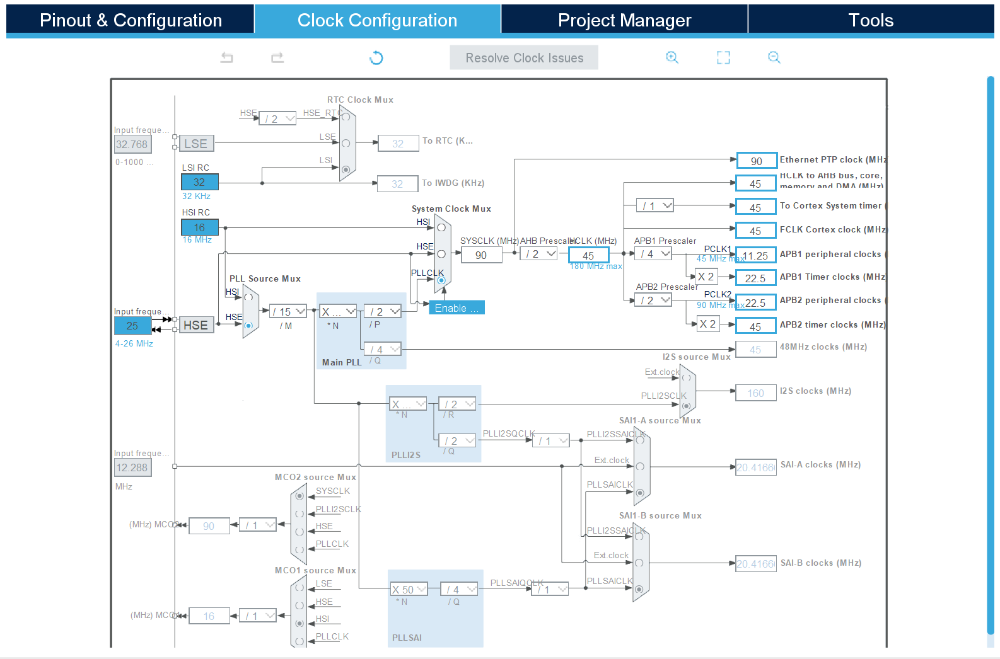 Pinout & Configuration
Clock Configuration
Project Manager
Tools
Resolve Clock Issues
RTC Clock Mux
HSE
/ 2
HSE_RTC
Input freque...
32.768
0-1000 ...
LSE
LSE
32
To RTC (K...
LSI
LSI RC
32
32 KHz
32
To IWDG (KHz)
HSI RC
16
16 MHz
System Clock Mux
HSI
HSE
PLLCLK
SYSCLK (MHz)
90
AHB Prescaler
/ 2
HCLK (MHz)
45
180 MHz max
Enable ...
90
Ethernet PTP clock (MHz
45
HCLK to AHB bus, core,
memory and DMA (MHz)
/ 1
45
To Cortex System timer (
45
FCLK Cortex clock (MHz
APB1 Prescaler
/ 4
PCLK1
45 MHz max
11.25
APB1 peripheral clocks (
X 2
22.5
APB1 Timer clocks (MHz
APB2 Prescaler
/ 2
PCLK2
90 MHz max
22.5
APB2 peripheral clocks (
X 2
45
APB2 timer clocks (MHz)
PLL Source Mux
HSI
HSE
Input freque...
25
4-26 MHz
HSE
/ 15
/ M
X ...
* N
/ 2
/ P
/ 4
/ Q
Main PLL
45
48MHz clocks (MHz)
I2S source Mux
Ext.clock
PLLI2SCLK
160
I2S clocks (MHz)
X ...
* N
/ 2
/ R
/ 2
/ Q
PLLI2S
PLLI2SQCLK
/ 1
SAI1-A source Mux
PLLI2SSAICLK
Ext.clock
PLLSAICLK
20.4166
SAI-A clocks (MHz)
Input freque...
12.288
MHz
MCO2 source Mux
SYSCLK
PLLI2SCLK
HSE
PLLCLK
(MHz) MCO2
90
/ 1
SAI1-B source Mux
PLLI2SSAICLK
Ext.clock
PLLSAICLK
20.4166
SAI-B clocks (MHz)
MCO1 source Mux
LSE
HSE
HSI
PLLCLK
(MHz) MCO1
16
/ 1
X 50
* N
/ 4
/ Q
PLLSAI
PLLSAIQCLK
/ 1